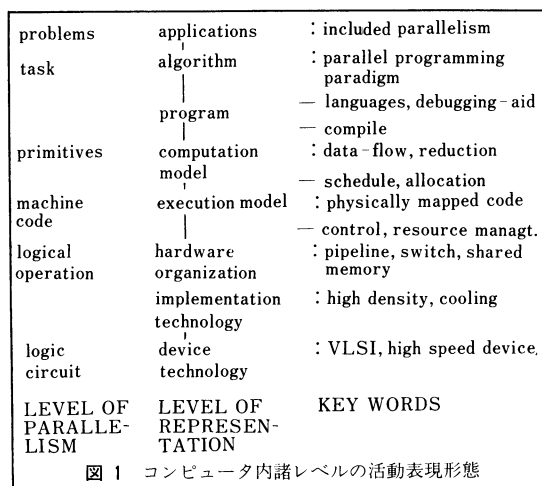 problems applications : included parallelism
task algorithm : parallel programming
paradigm
— languages, debugging-aid
program
— compile
primitives computation : data-flow, reduction
model
— schedule, allocation
machine execution model : physically mapped code
code
— control, resource managt.
logical hardware : pipeline, switch, shared
operation organization memory
implementation : high density, cooling
technology
logic device : VLSI, high speed device.
circuit technology
LEVEL OF LEVEL OF KEY WORDS
PARALLE- REPRESEN-
LISM TATION
図 1 コンピュータ内諸レベルの活動表現形態